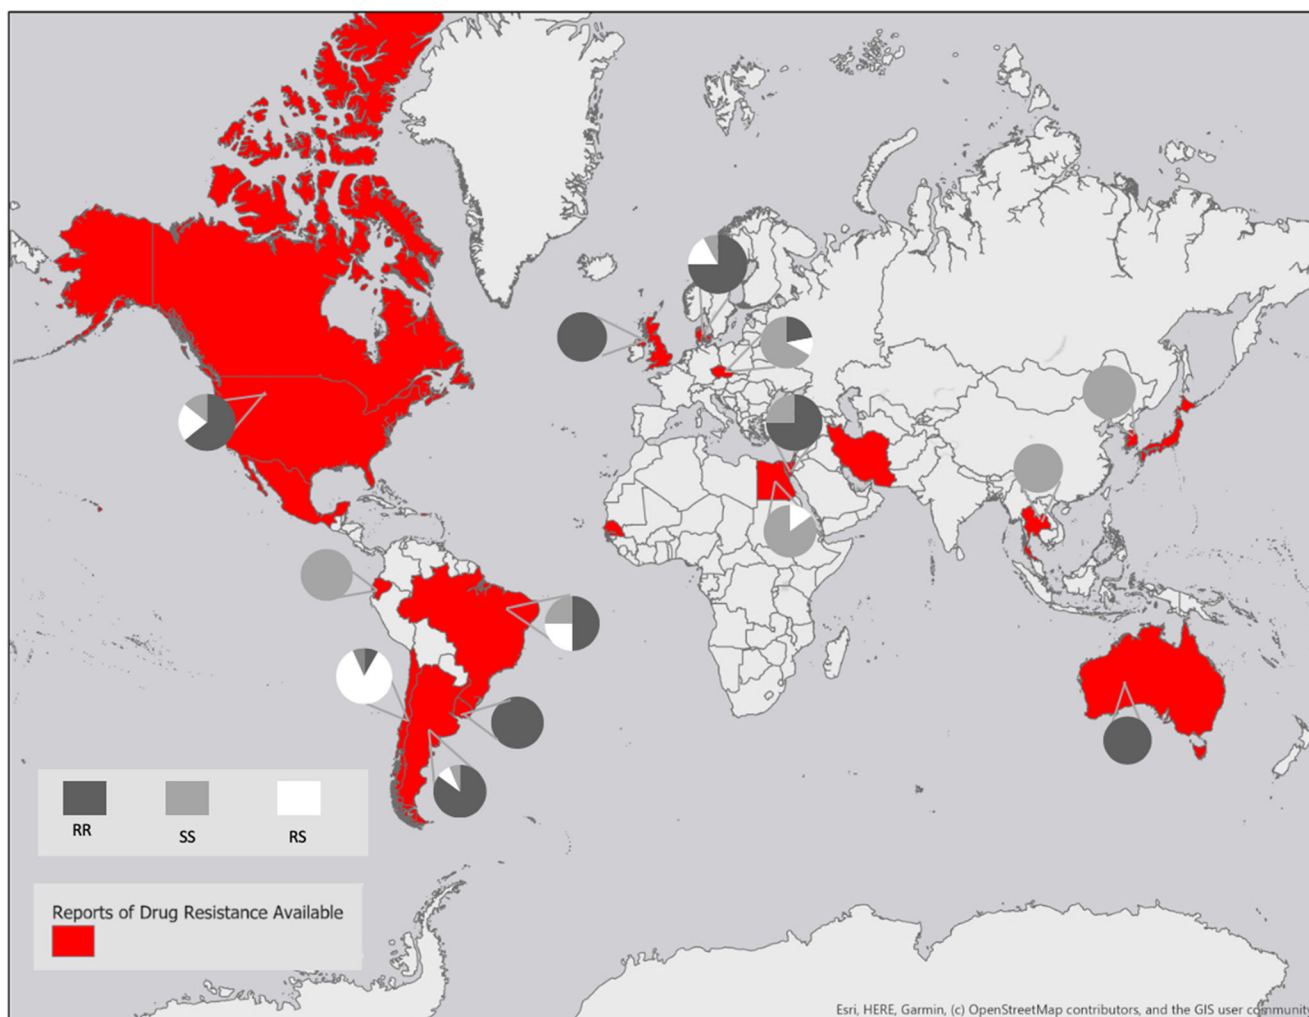 RR
SS
RS
Reports of Drug Resistance Available
Esri, HERE, Garmin, (c) OpenStreetMap contributors, and the GIS user community